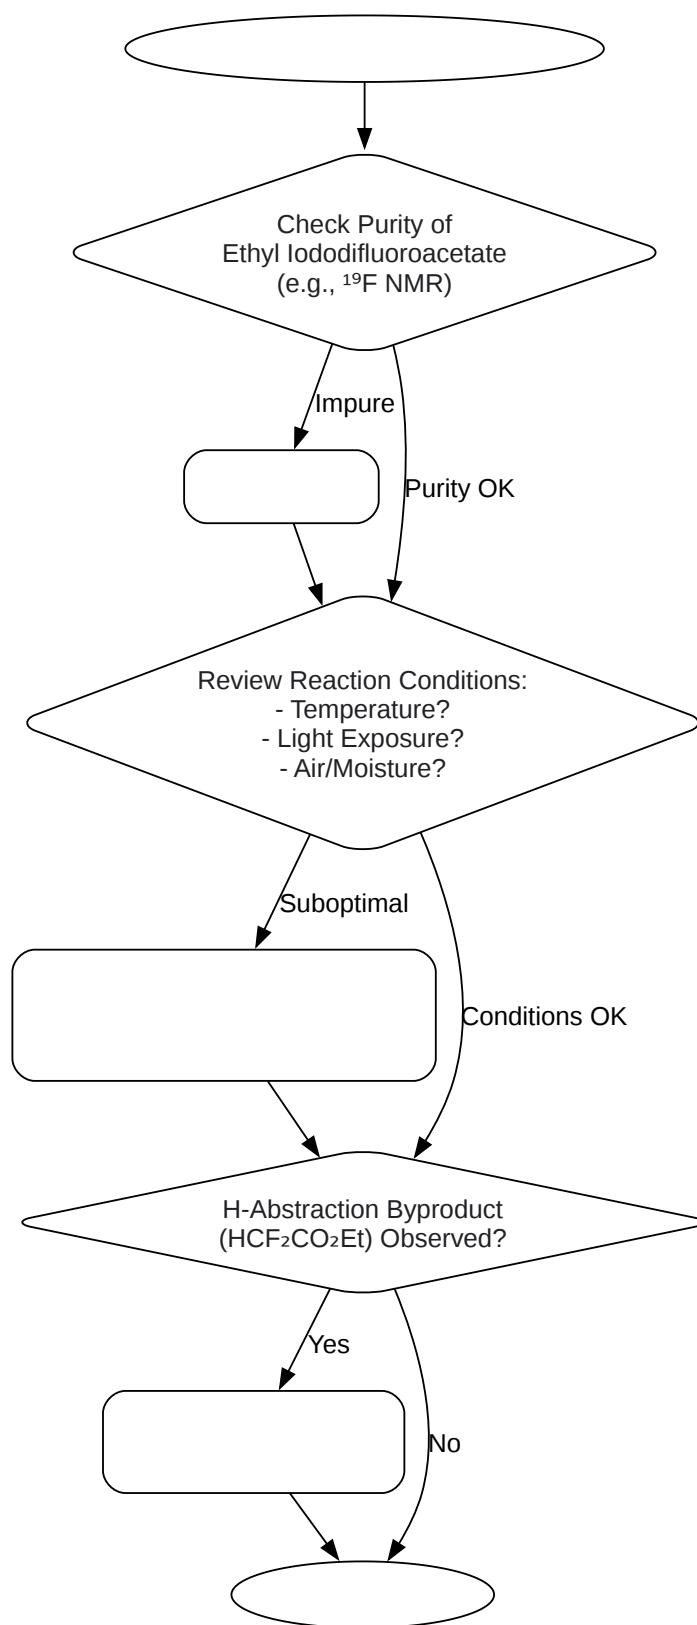 Check Purity of
Ethyl Iododifluoroacetate
(e.g., ¹⁹F NMR)
Impure
Purity OK
Review Reaction Conditions:
- Temperature?
- Light Exposure?
- Air/Moisture?
Suboptimal
Conditions OK
H-Abstraction Byproduct
(HCF₂CO₂Et) Observed?
Yes
No